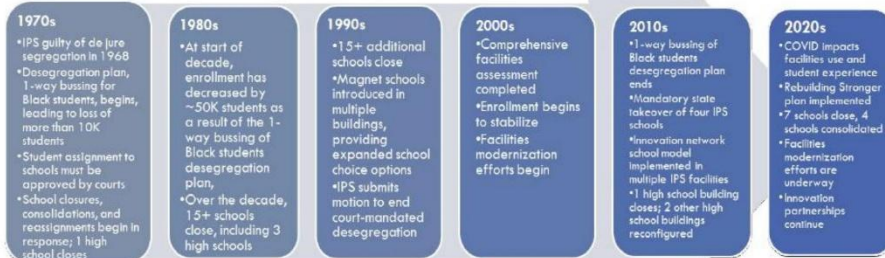 1970s
•IPS guilty of de jure
segregation in 1968
•Desegregation plan,
1-way bussing for
Black students, begins,
leading to loss of
more than 10K
students
•Student assignment to
schools must be
approved by courts
•School closures,
consolidations, and
reassignments begin in
response; 1 high
school closes
1980s
•At start of
decade,
enrollment has
decreased by
~50K students as
a result of the 1-
way bussing of
Black students
desegregation
plan,
•Over the decade,
15+ schools
close, including 3
high schools
1990s
•15+ additional
schools close
•Magnet schools
introduced in
multiple
buildings,
providing
expanded school
choice options
•IPS submits
motion to end
court-mandated
desegregation
2000s
•Comprehensive
facilities
assessment
completed
•Enrollment begins
to stabilize
•Facilities
modernization
efforts begin
2010s
•1-way bussing of
Black students
desegregation plan
ends
•Mandatory state
takeover of four IPS
schools
•Innovation network
school model
implemented in
multiple IPS facilities
•1 high school building
closes; 2 other high
school buildings
reconfigured
2020s
•COVID impacts
facilities use and
student experience
•Rebuilding Stronger
plan implemented
•7 schools close, 4
schools consolidated
•Facilities
modernization
efforts are
underway
•Innovation
partnerships
continue